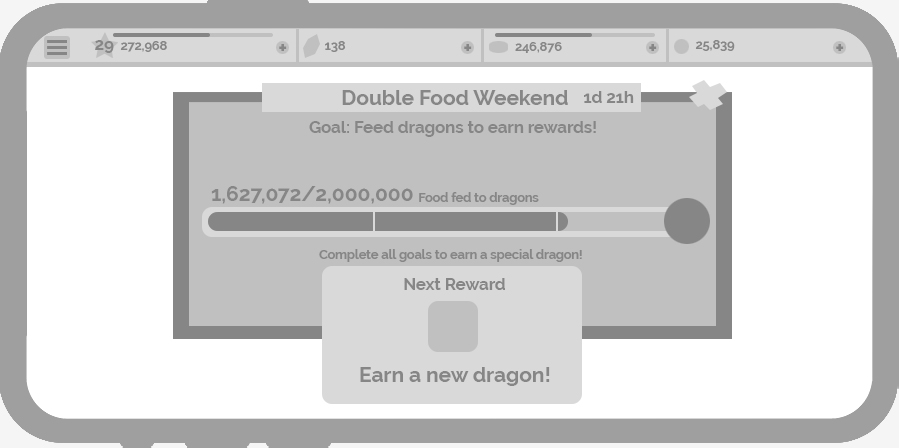 29 272,968 138 246,876 25,839
Double Food Weekend 1d 21h
Goal: Feed dragons to earn rewards!
1,627,072/2,000,000 Food fed to dragons
Complete all goals to earn a special dragon!
Next Reward
Earn a new dragon!